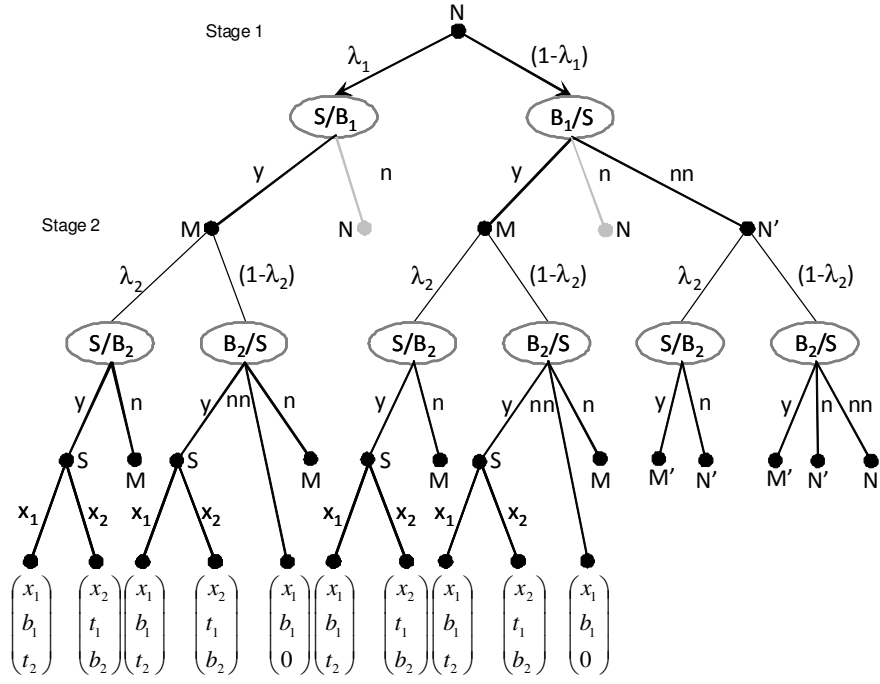 N
Stage 1
λ₁ (1-λ₁)
S/B₁ B₁/S
y n y n nn
Stage 2
M N M N N’
λ₂ (1-λ₂) λ₂ (1-λ₂) λ₂ (1-λ₂)
S/B₂ B₂/S S/B₂ B₂/S S/B₂ B₂/S
y n y nn n y n y nn n y n y n nn
S M S M S M S M M’ N’ M’ N’ N
x₁ x₂ x₁ x₂ x₁ x₂ x₁ x₂
x₁ x₂ x₁ x₂ x₁ x₁ x₂ x₁ x₂ x₁
b₁ t₁ b₁ t₁ b₁ b₁ t₁ b₁ t₁ b₁
t₂ b₂ t₂ b₂ 0 t₂ b₂ t₂ b₂ 0